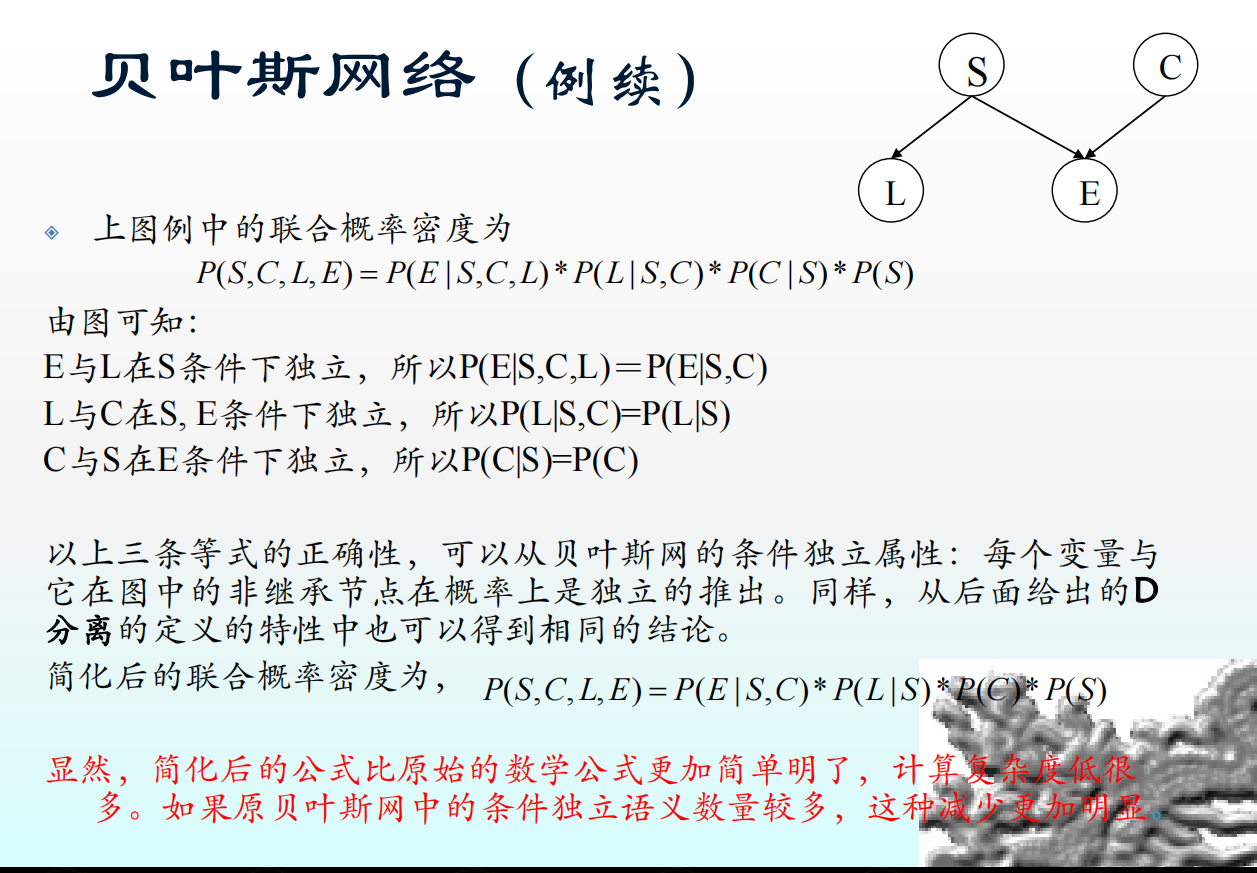 贝叶斯网络（例续）
S
C
L
E
上图例中的联合概率密度为
P(S,C,L,E) = P(E|S,C,L)*P(L|S,C)*P(C|S)*P(S)
由图可知：
E与L在S条件下独立，所以P(E|S,C,L)＝P(E|S,C)
L与C在S, E条件下独立，所以P(L|S,C)=P(L|S)
C与S在E条件下独立，所以P(C|S)=P(C)
以上三条等式的正确性，可以从贝叶斯网的条件独立属性：每个变量与
它在图中的非继承节点在概率上是独立的推出。同样，从后面给出的D
分离的定义的特性中也可以得到相同的结论。
简化后的联合概率密度为，
P(S,C,L,E) = P(E|S,C)*P(L|S)*P(C)*P(S)
显然，简化后的公式比原始的数学公式更加简单明了，计算复杂度低很
多。如果原贝叶斯网中的条件独立语义数量较多，这种减少更加明显。